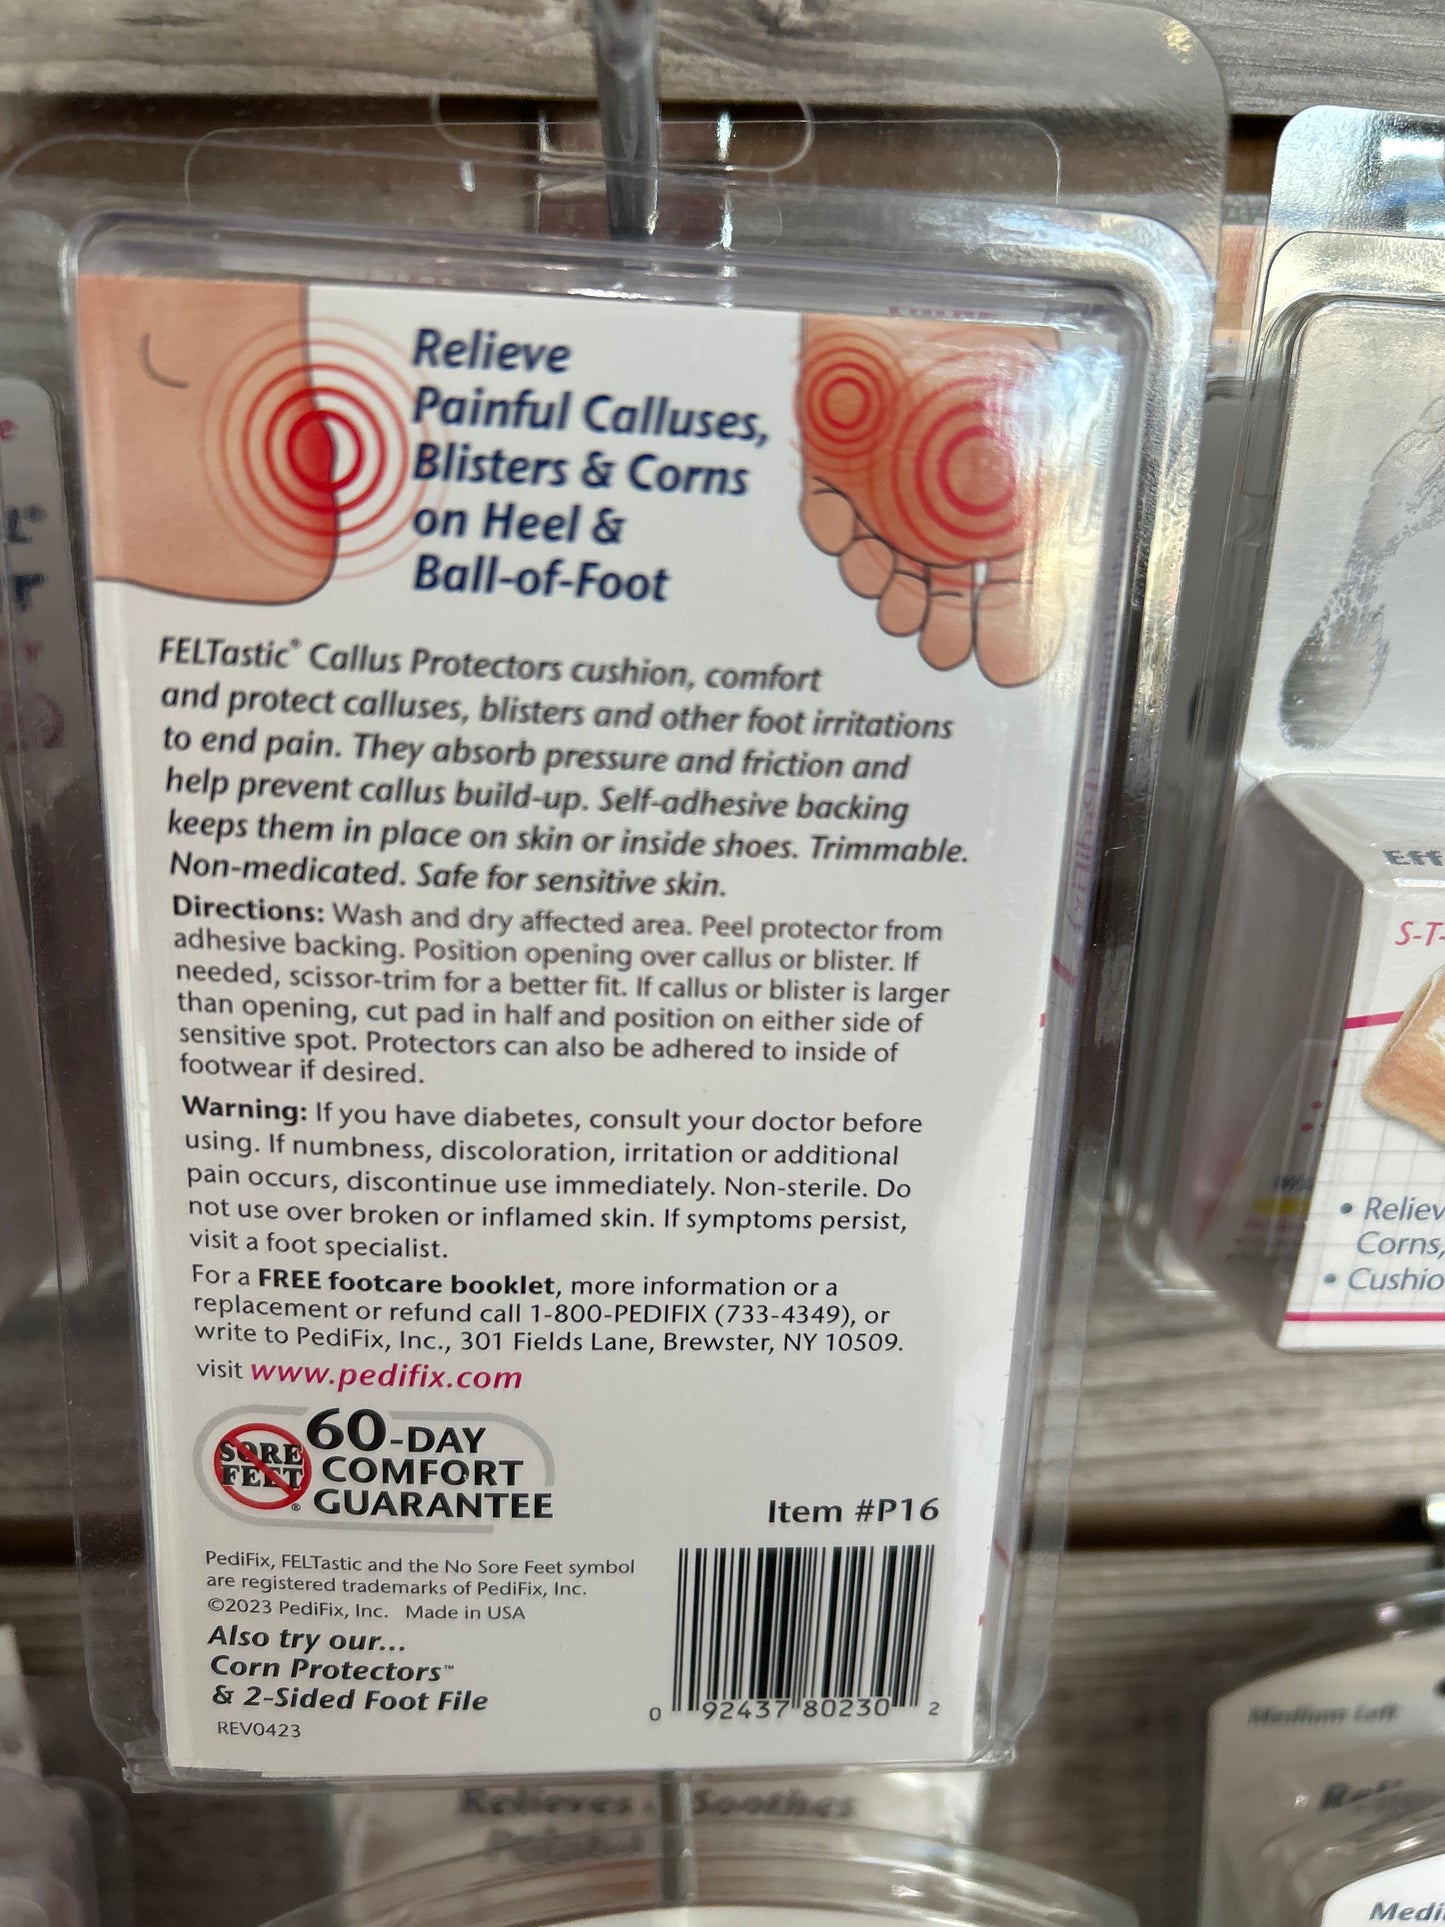 Relieve
Painful Calluses,
Blisters & Corns
on Heel &
Ball-of-Foot
FELTastic® Callus Protectors cushion, comfort
and protect calluses, blisters and other foot irritations
to end pain. They absorb pressure and friction and
help prevent callus build-up. Self-adhesive backing
keeps them in place on skin or inside shoes. Trimmable.
Non-medicated. Safe for sensitive skin.
Directions: Wash and dry affected area. Peel protector from
adhesive backing. Position opening over callus or blister. If
needed, scissor-trim for a better fit. If callus or blister is larger
than opening, cut pad in half and position on either side of
sensitive spot. Protectors can also be adhered to inside of
footwear if desired.
Warning: If you have diabetes, consult your doctor before
using. If numbness, discoloration, irritation or additional
pain occurs, discontinue use immediately. Non-sterile. Do
not use over broken or inflamed skin. If symptoms persist,
visit a foot specialist.
For a FREE footcare booklet, more information or a
replacement or refund call 1-800-PEDIFIX (733-4349), or
write to PediFix, Inc., 301 Fields Lane, Brewster, NY 10509.
visit www.pedifix.com
SORE
FEET®
60-DAY
COMFORT
GUARANTEE
Item #P16
PediFix, FELTastic and the No Sore Feet symbol
are registered trademarks of PediFix, Inc.
©2023 PediFix, Inc. Made in USA
Also try our...
Corn Protectors™
& 2-Sided Foot File
REV0423
0 92437 80230 2
Eff
S-T-
• Reliev
Corns,
• Cushio
Relieves Soothes
Medium Left
Medi